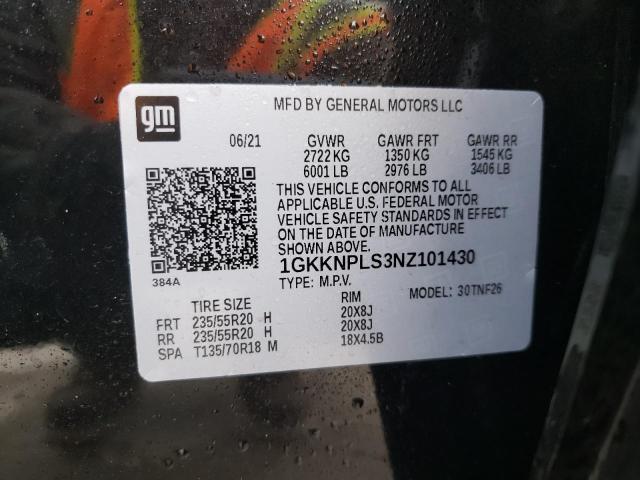 gm
MFD BY GENERAL MOTORS LLC
06/21 GVWR GAWR FRT GAWR RR
2722 KG 1350 KG 1545 KG
6001 LB 2976 LB 3406 LB
THIS VEHICLE CONFORMS TO ALL
APPLICABLE U.S. FEDERAL MOTOR
VEHICLE SAFETY STANDARDS IN EFFECT
ON THE DATE OF MANUFACTURE
SHOWN ABOVE.
384A
1GKKNPLS3NZ101430
TYPE: M.P.V. MODEL: 30TNF26
TIRE SIZE RIM
FRT 235/55R20 H 20X8J
RR 235/55R20 H 20X8J
SPA T135/70R18 M 18X4.5B